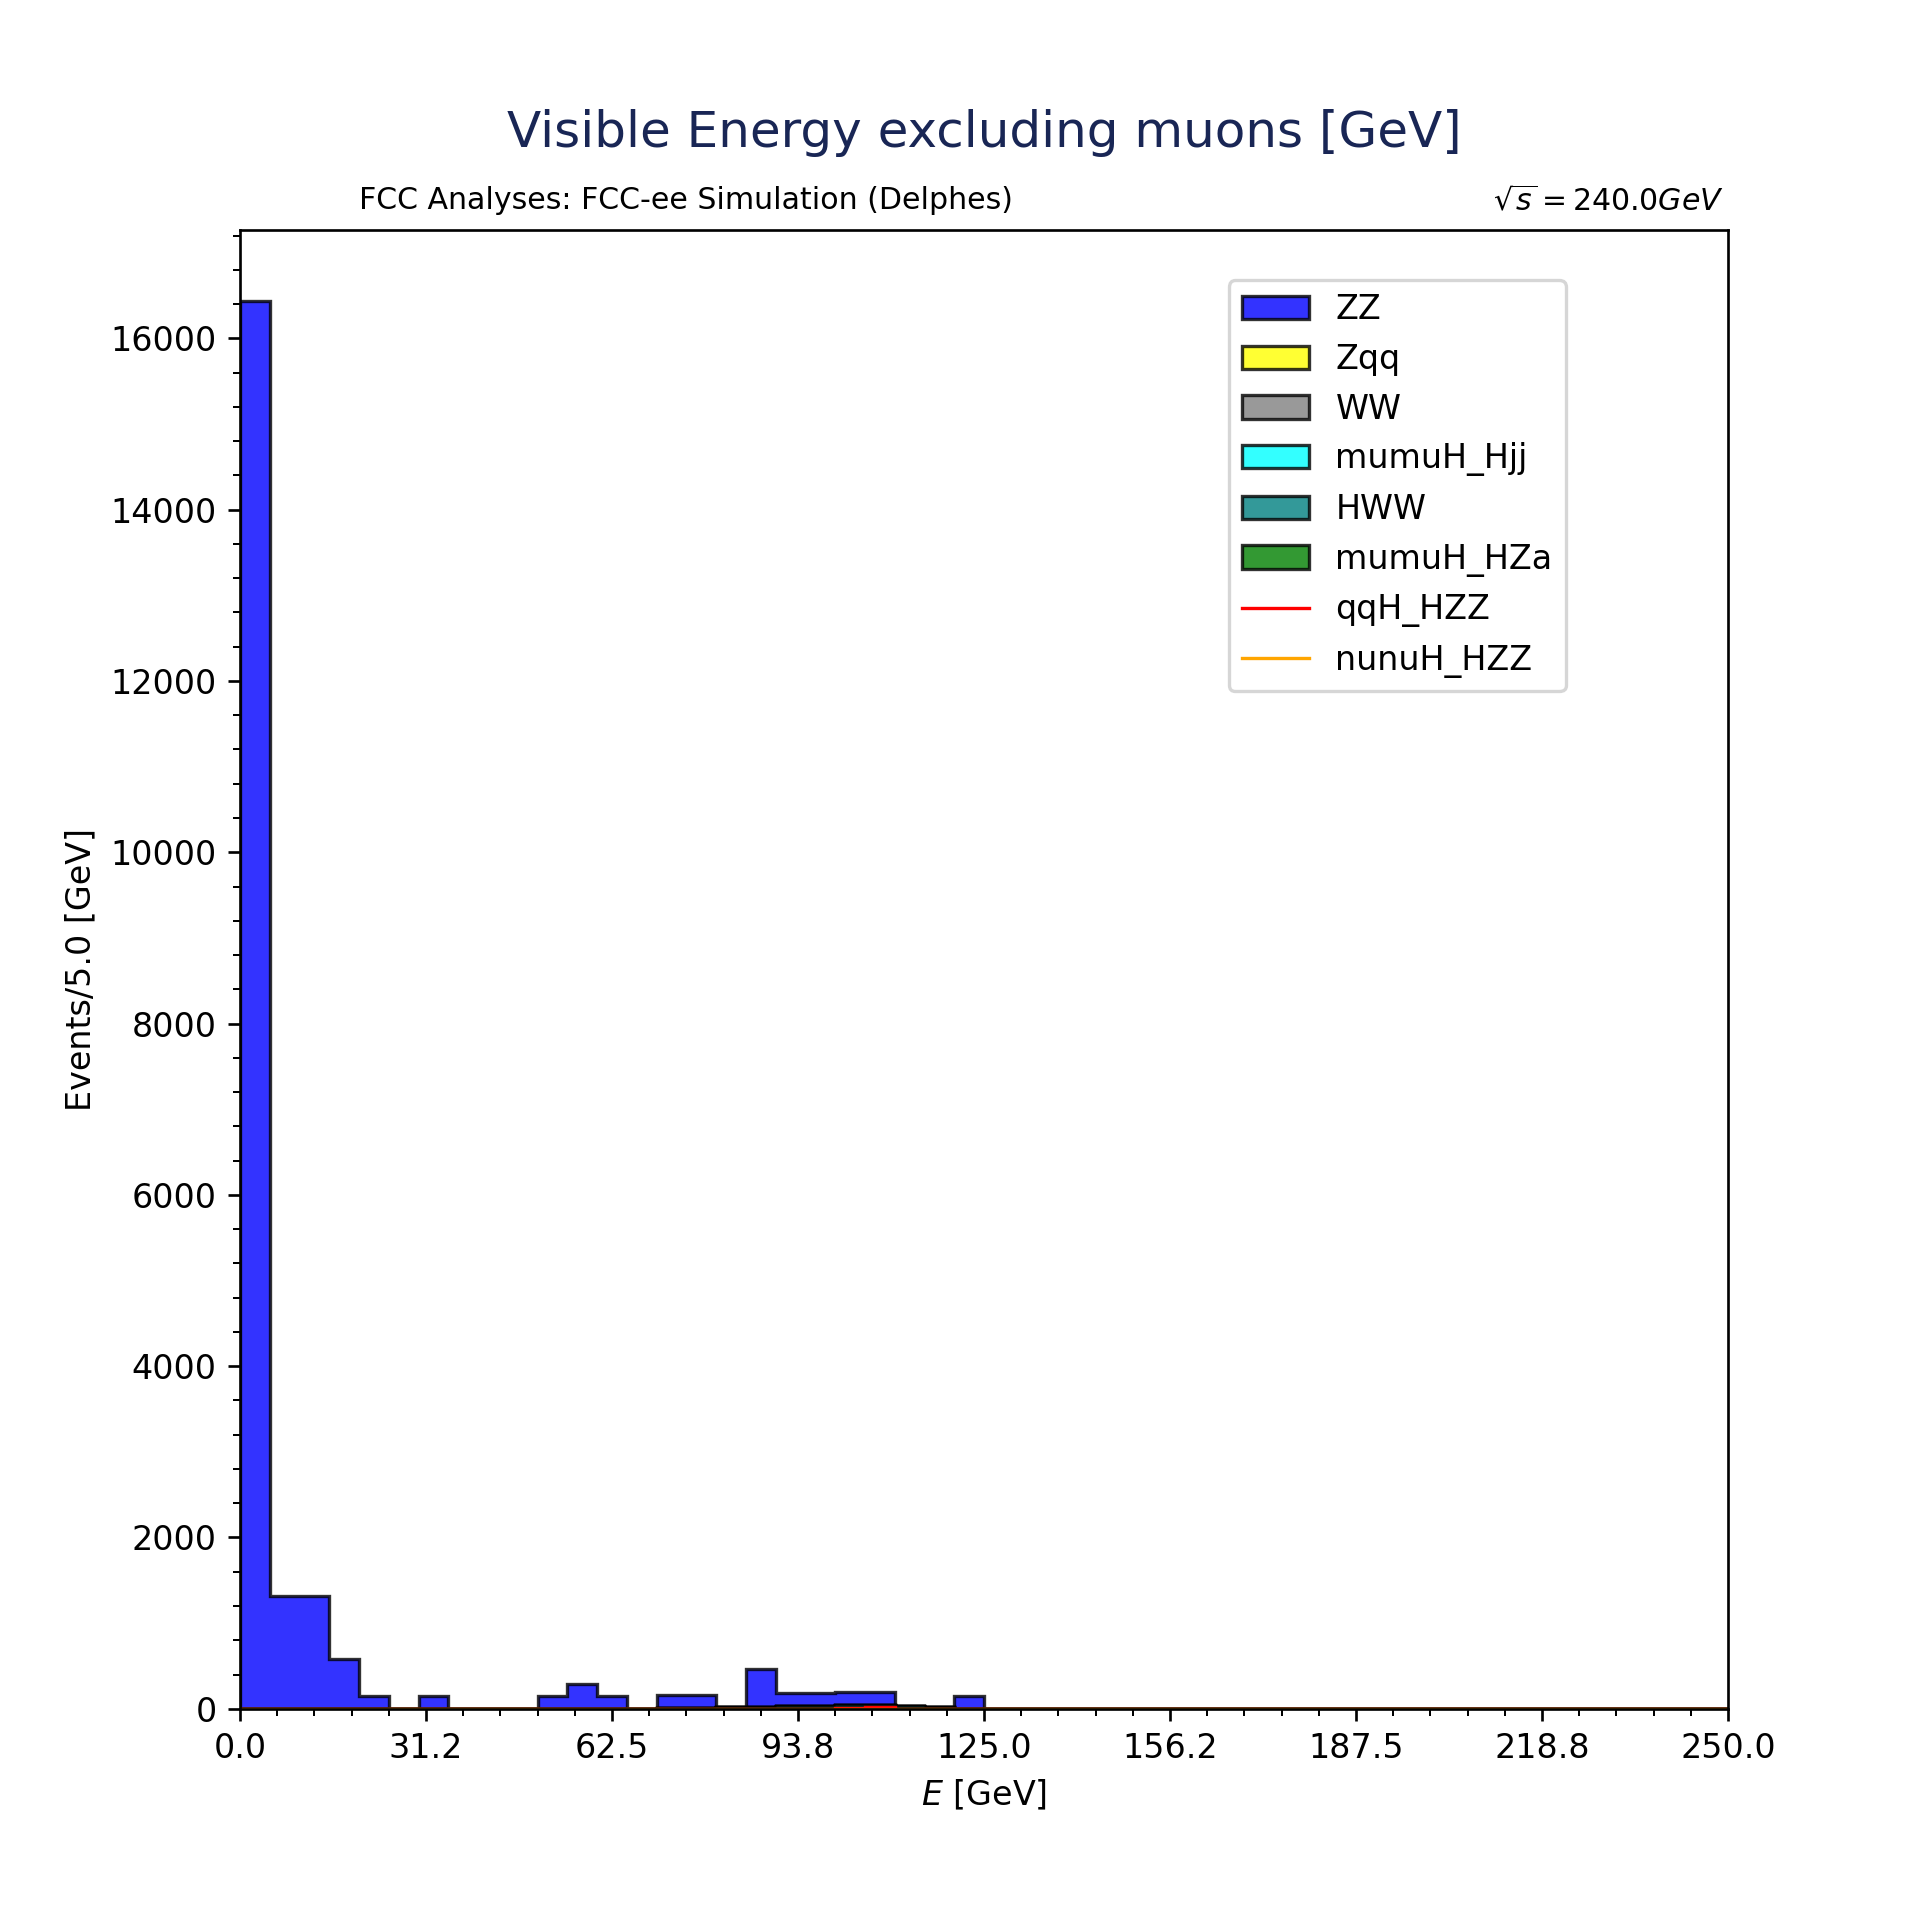 Visible Energy excluding muons [GeV]
FCC Analyses: FCC-ee Simulation (Delphes)
√s = 240.0GeV
ZZ
Zqq
WW
mumuH_Hjj
HWW
mumuH_HZa
qqH_HZZ
nunuH_HZZ
Events/5.0 [GeV]
16000
14000
12000
10000
8000
6000
4000
2000
0
0.0 31.2 62.5 93.8 125.0 156.2 187.5 218.8 250.0
E [GeV]